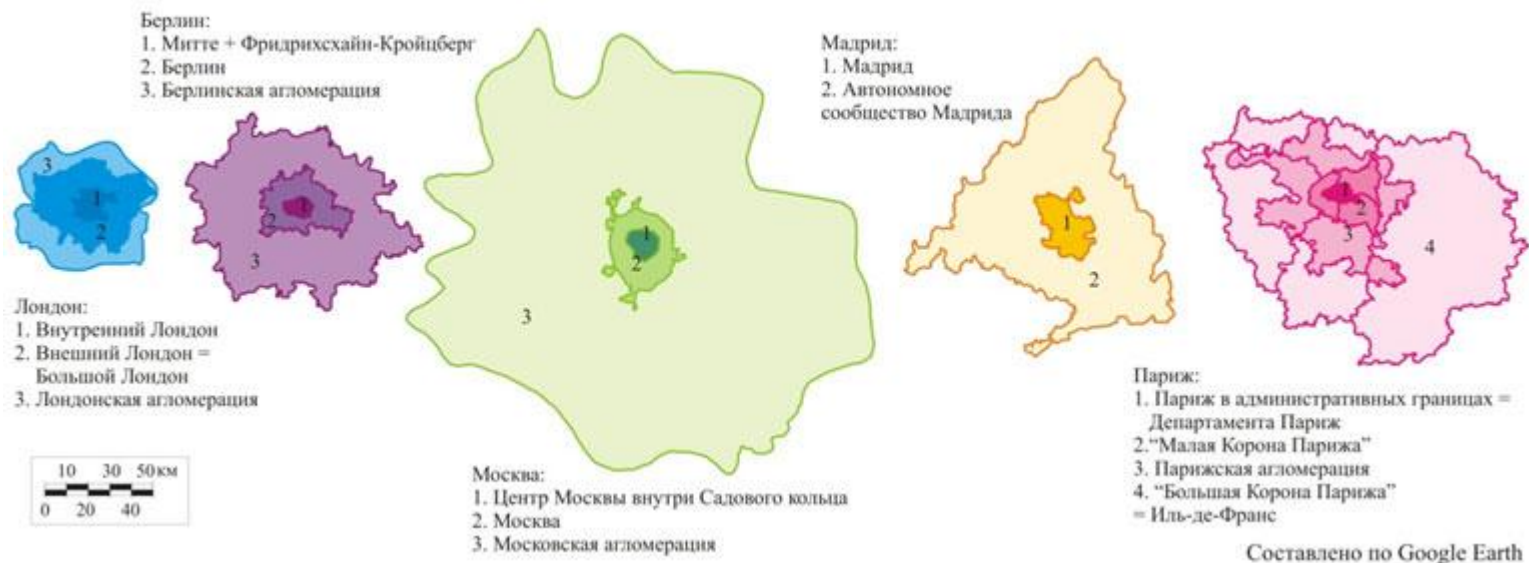 Берлин:
1. Митте + Фридрихсхайн-Кройцберг
2. Берлин
3. Берлинская агломерация
Мадрид:
1. Мадрид
2. Автономное
сообщество Мадрида
3
1
2
1
2
3
1
2
3
1
2
1
2
3
4
Лондон:
1. Внутренний Лондон
2. Внешний Лондон =
Большой Лондон
3. Лондонская агломерация
10 30 50 км
0 20 40
Москва:
1. Центр Москвы внутри Садового кольца
2. Москва
3. Московская агломерация
Париж:
1. Париж в административных границах =
Департамента Париж
2.“Малая Корона Парижа”
3. Парижская агломерация
4. “Большая Корона Парижа”
= Иль-де-Франс
Составлено по Google Earth